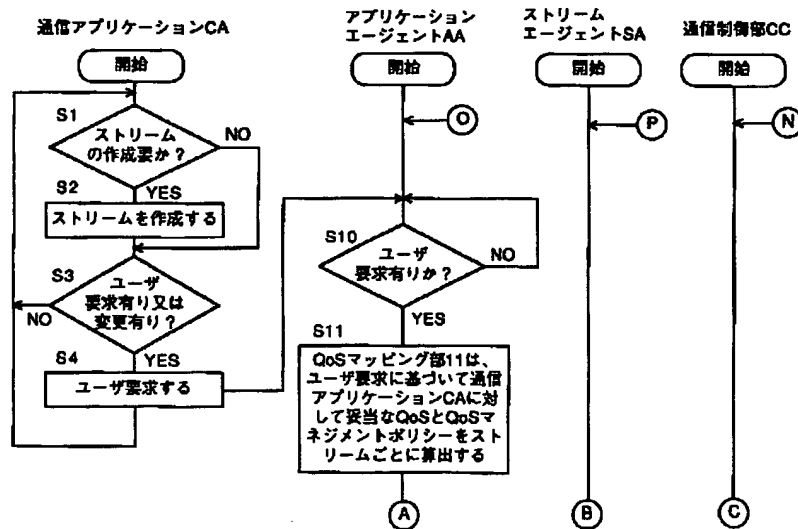 通信アプリケーションCA
開始
S1
ストリーム
の作成要か?
NO
YES
S2
ストリームを作成する
S3
ユーザ
要求有り又は
変更有り?
NO
YES
S4
ユーザ要求する
アプリケーション
エージェントAA
開始
O
S10
ユーザ
要求有りか?
NO
YES
S11
QoSマッピング部11は、
ユーザ要求に基づいて通信
アプリケーションCAに対
して妥当なQoSとQoSマ
ネジメントポリシーをスト
リームごとに算出する
A
ストリーム
エージェントSA
開始
P
B
通信制御部CC
開始
N
C